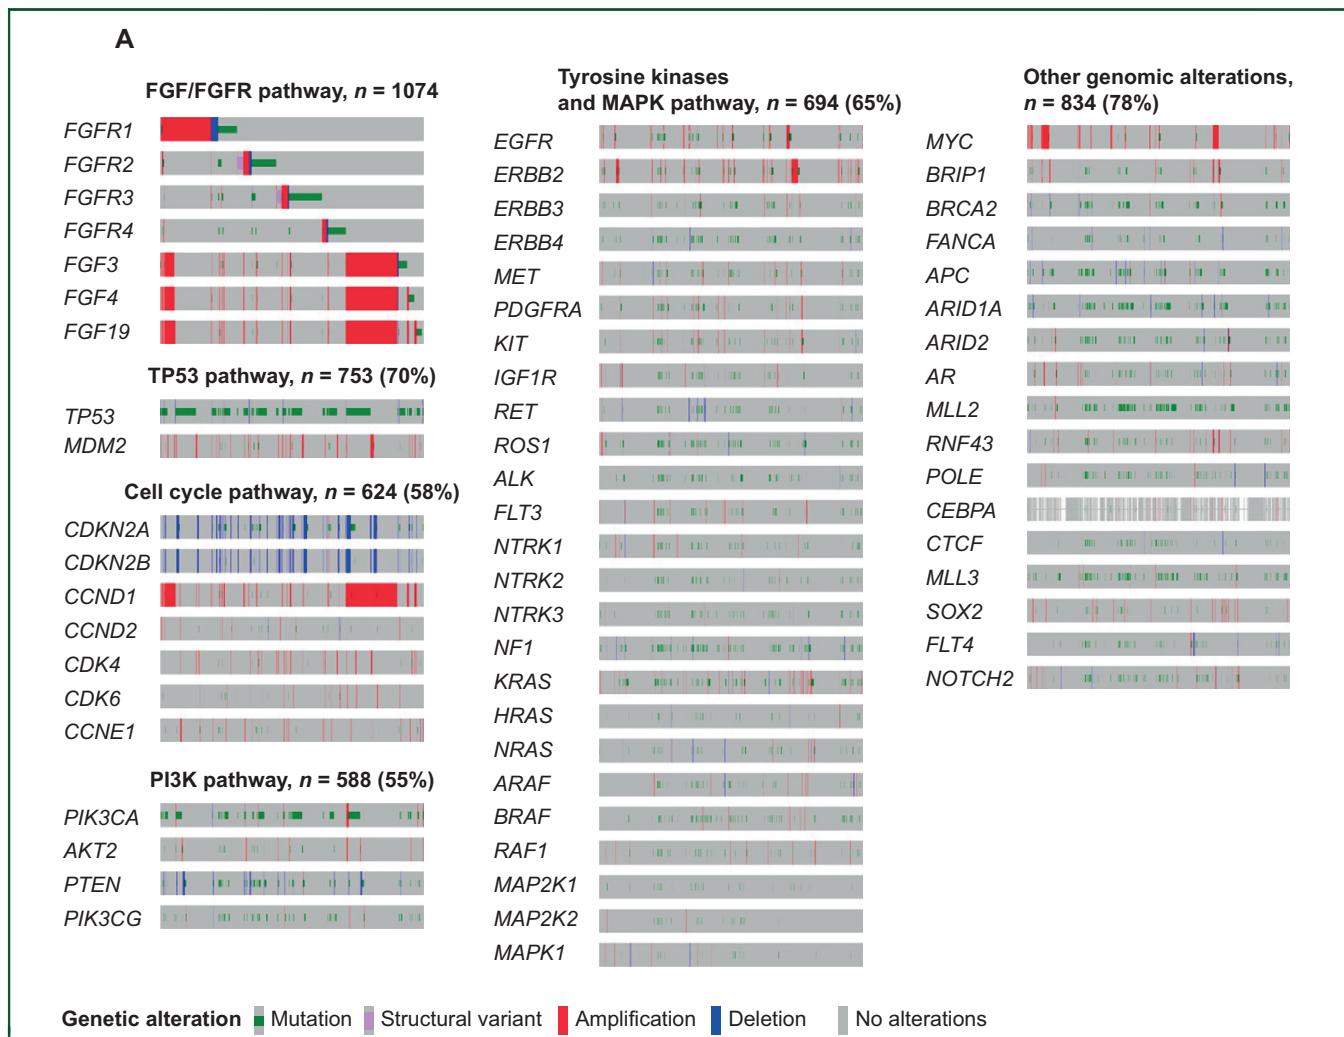 A
FGF/FGFR pathway, n = 1074
FGFR1
FGFR2
FGFR3
FGFR4
FGF3
FGF4
FGF19
TP53 pathway, n = 753 (70%)
TP53
MDM2
Cell cycle pathway, n = 624 (58%)
CDKN2A
CDKN2B
CCND1
CCND2
CDK4
CDK6
CCNE1
PI3K pathway, n = 588 (55%)
PIK3CA
AKT2
PTEN
PIK3CG
Tyrosine kinases
and MAPK pathway, n = 694 (65%)
EGFR
ERBB2
ERBB3
ERBB4
MET
PDGFRA
KIT
IGF1R
RET
ROS1
ALK
FLT3
NTRK1
NTRK2
NTRK3
NF1
KRAS
HRAS
NRAS
ARAF
BRAF
RAF1
MAP2K1
MAP2K2
MAPK1
Other genomic alterations,
n = 834 (78%)
MYC
BRIP1
BRCA2
FANCA
APC
ARID1A
ARID2
AR
MLL2
RNF43
POLE
CEBPA
CTCF
MLL3
SOX2
FLT4
NOTCH2
Genetic alteration Mutation Structural variant Amplification Deletion No alterations